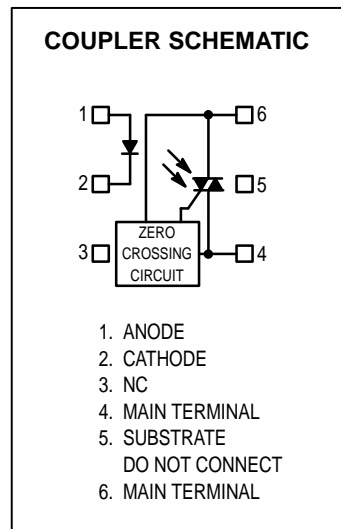 COUPLER SCHEMATIC
1 6
2 5
ZERO
3 CROSSING 4
CIRCUIT
1. ANODE
2. CATHODE
3. NC
4. MAIN TERMINAL
5. SUBSTRATE
DO NOT CONNECT
6. MAIN TERMINAL